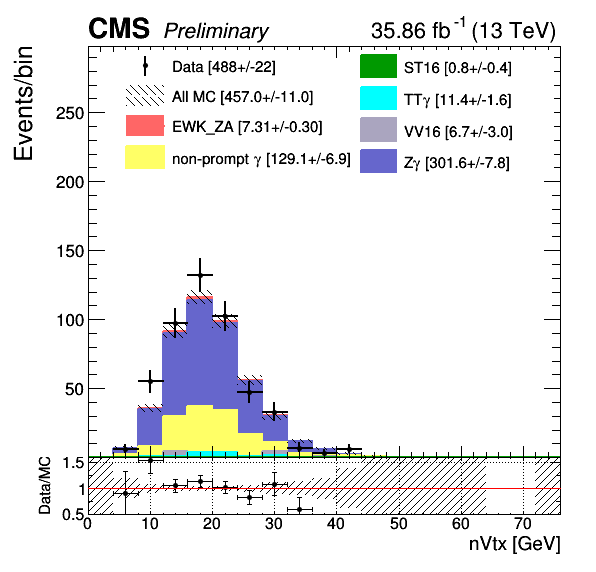 CMS Preliminary 35.86 fb⁻¹ (13 TeV)
Events/bin
Data [488+/-22]
All MC [457.0+/-11.0]
EWK_ZA [7.31+/-0.30]
non-prompt γ [129.1+/-6.9]
ST16 [0.8+/-0.4]
TTγ [11.4+/-1.6]
VV16 [6.7+/-3.0]
Zγ [301.6+/-7.8]
250
200
150
100
50
Data/MC
1.5
1
0.5
0 10 20 30 40 50 60 70
nVtx [GeV]